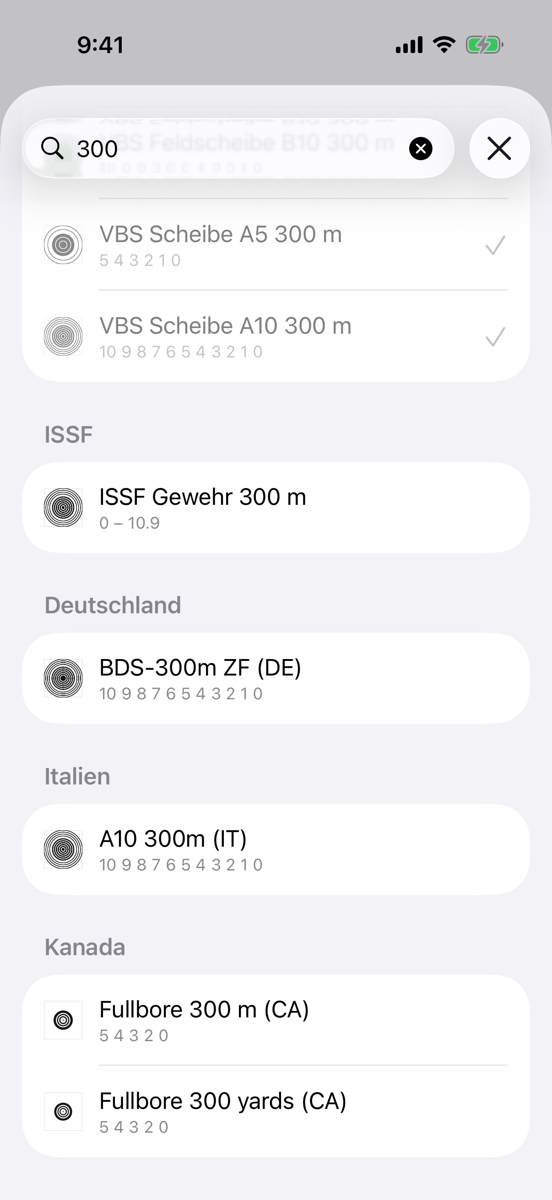 9:41
300
VBS Feldscheibe B10 300 m
VBS Scheibe A5 300 m
5 4 3 2 1 0
VBS Scheibe A10 300 m
10 9 8 7 6 5 4 3 2 1 0
ISSF
ISSF Gewehr 300 m
0 – 10.9
Deutschland
BDS-300m ZF (DE)
10 9 8 7 6 5 4 3 2 1 0
Italien
A10 300m (IT)
10 9 8 7 6 5 4 3 2 1 0
Kanada
Fullbore 300 m (CA)
5 4 3 2 0
Fullbore 300 yards (CA)
5 4 3 2 0